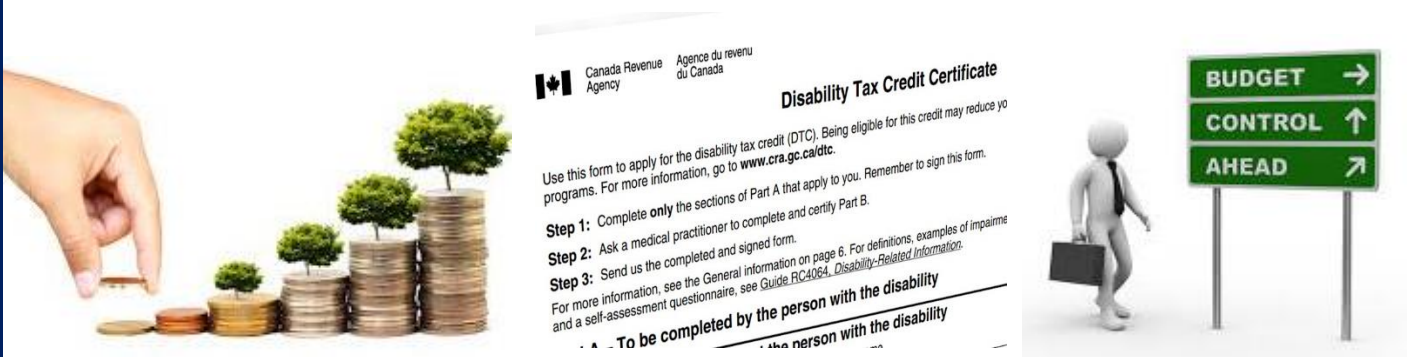 Canada Revenue Agency
Agence du revenu du Canada
Disability Tax Credit Certificate
Use this form to apply for the disability tax credit (DTC). Being eligible for this credit may reduce
programs. For more information, go to www.cra.gc.ca/dtc.
Step 1: Complete only the sections of Part A that apply to you. Remember to sign this form.
Step 2: Ask a medical practitioner to complete and certify Part B.
Step 3: Send us the completed and signed form.
For more information, see the General information on page 6. For definitions, examples of
and a self-assessment questionnaire, see Guide RC4064, Disability-Related Information.
A – To be completed by the person with the disability
the person with the disability
BUDGET →
CONTROL ↑
AHEAD ↗